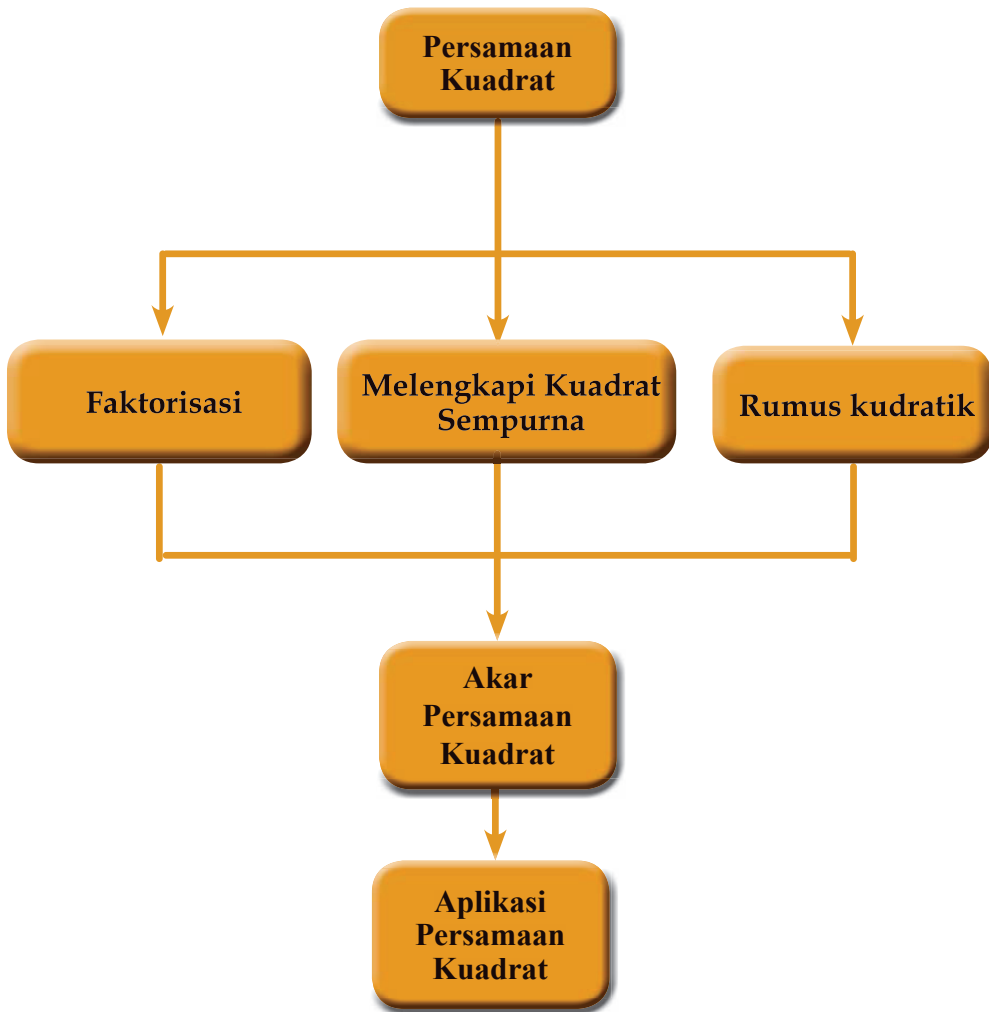 Persamaan
Kuadrat
Faktorisasi
Melengkapi Kuadrat
Sempurna
Rumus kudratik
Akar
Persamaan
Kuadrat
Aplikasi
Persamaan
Kuadrat